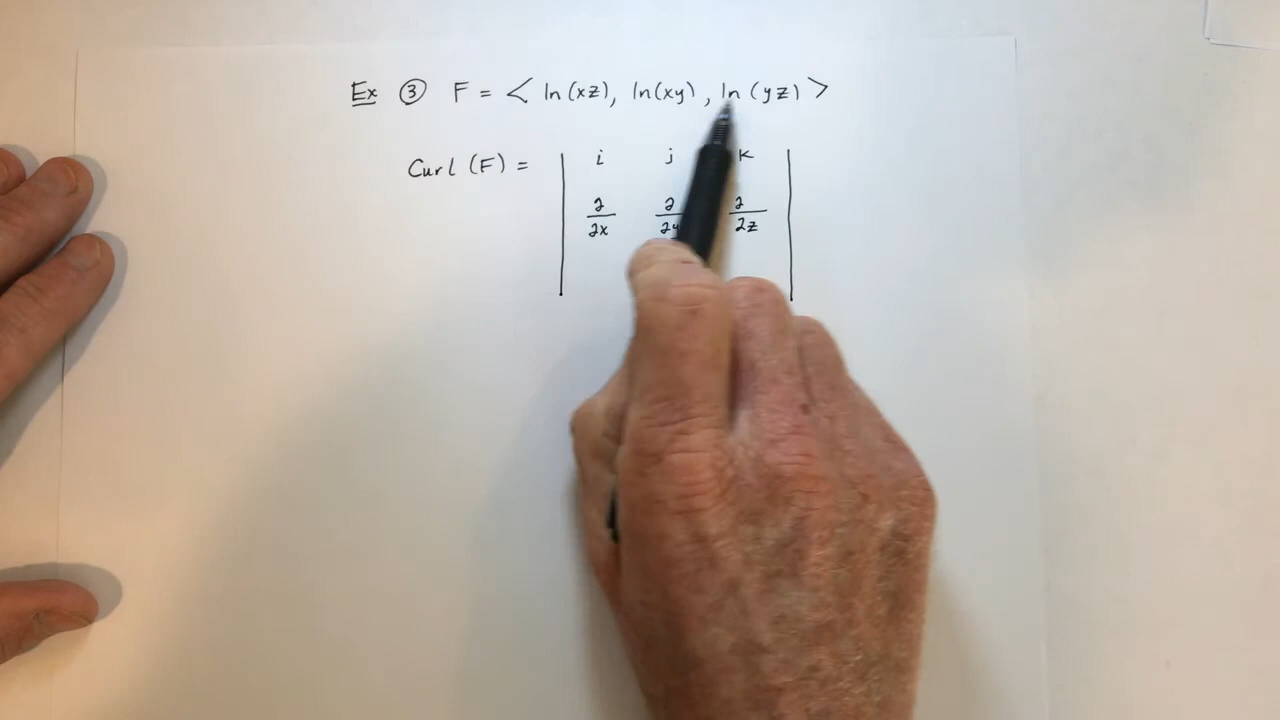 Ex ③ F = < ln(xz), ln(xy), ln(yz) >
Curl (F) = | i j k |
∂/∂x ∂/∂y ∂/∂z